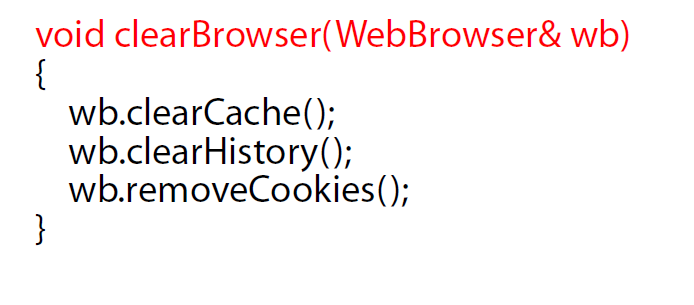 void clearBrowser(WebBrowser& wb)
{
wb.clearCache();
wb.clearHistory();
wb.removeCookies();
}